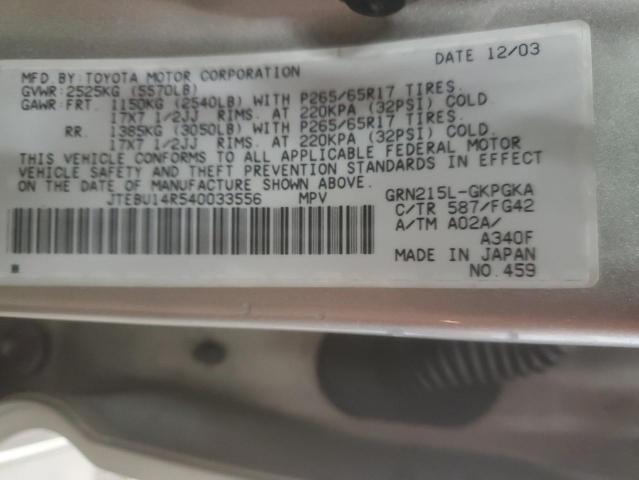 DATE 12/03
MFD.BY:TOYOTA MOTOR CORPORATION
GVWR:2525KG (5570LB)
GAWR:FRT. 1150KG (2540LB) WITH P265/65R17 TIRES.
17X7 1/2JJ RIMS. AT 220KPA (32PSI) COLD.
RR. 1385KG (3050LB) WITH P265/65R17 TIRES.
17X7 1/2JJ RIMS. AT 220KPA (32PSI) COLD.
THIS VEHICLE CONFORMS TO ALL APPLICABLE FEDERAL MOTOR
VEHICLE SAFETY AND THEFT PREVENTION STANDARDS IN EFFECT
ON THE DATE OF MANUFACTURE SHOWN ABOVE.
JTEBU14R540033556 MPV
GRN215L-GKPGKA
C/TR 587/FG42
A/TM A02A/
A340F
MADE IN JAPAN
NO.459